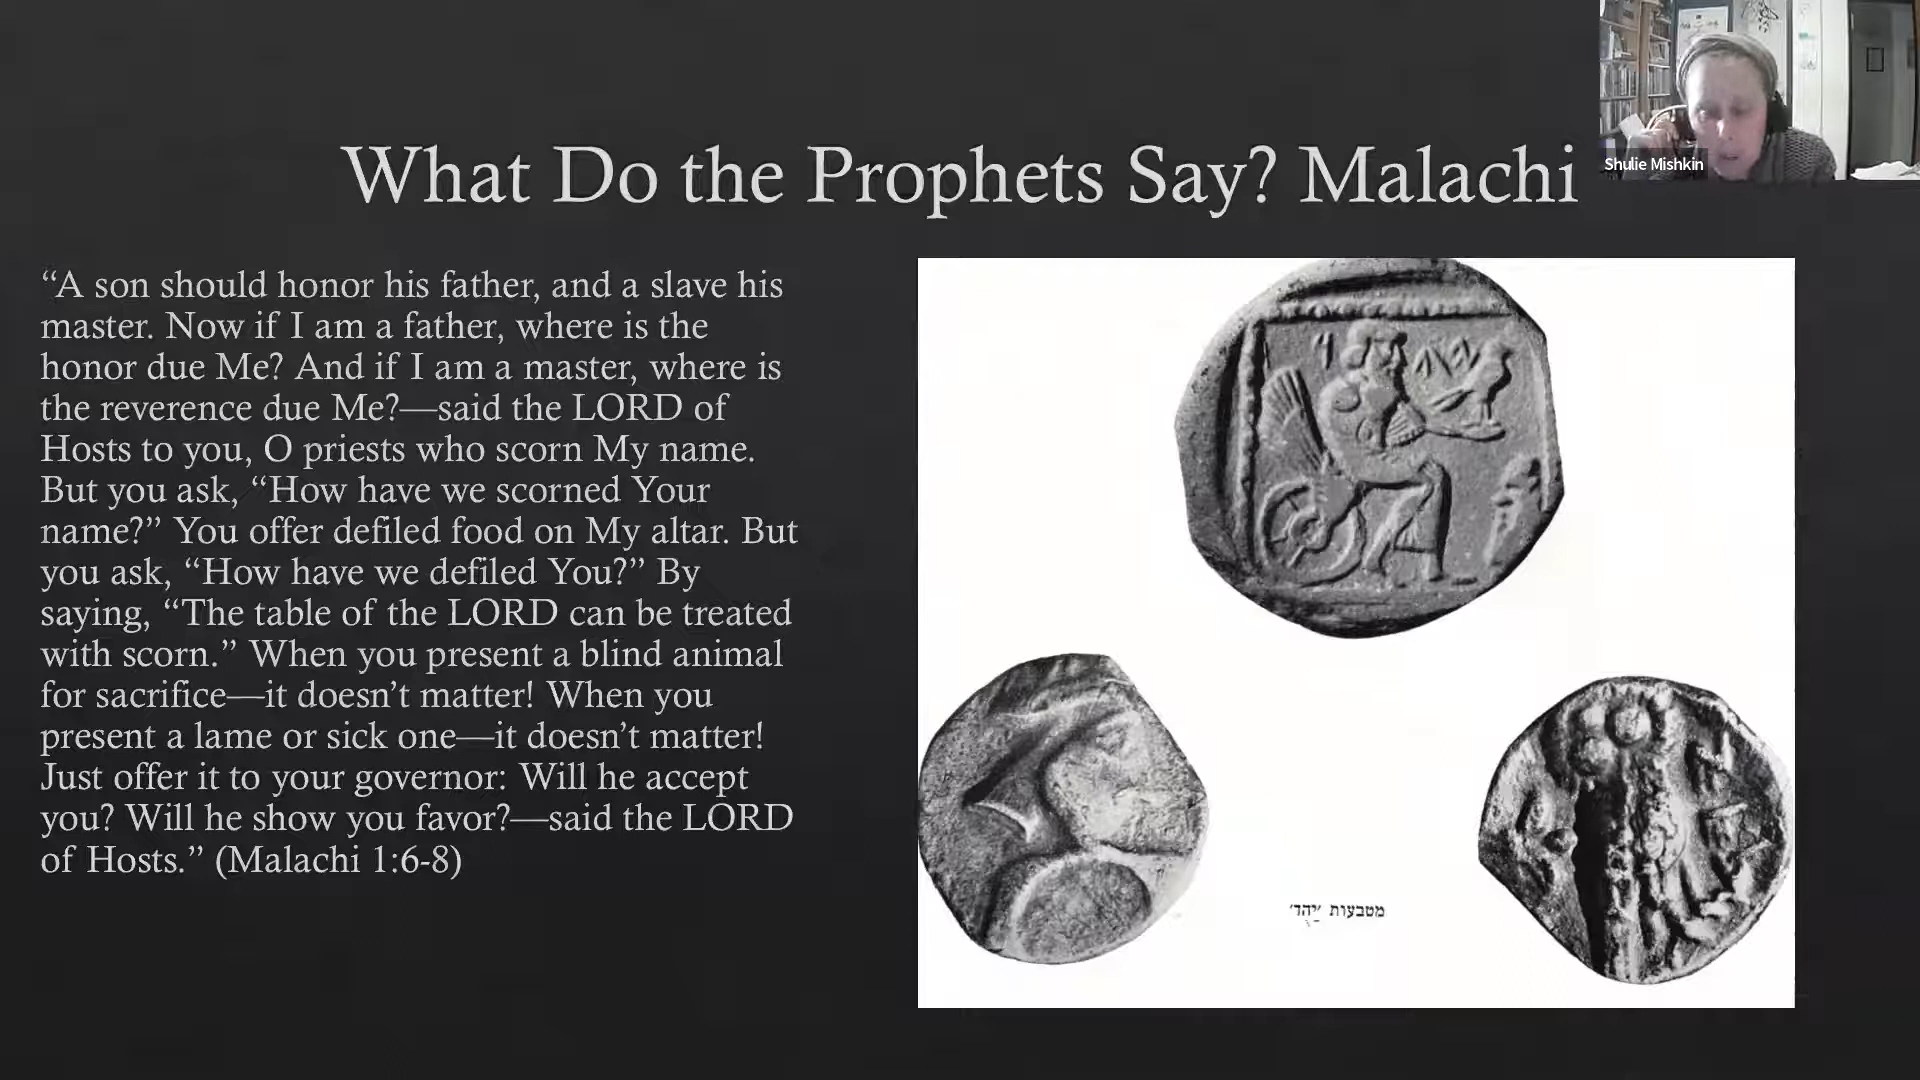 What Do the Prophets Say? Malachi
Shulie Mishkin
“A son should honor his father, and a slave his
master. Now if I am a father, where is the
honor due Me? And if I am a master, where is
the reverence due Me?—said the LORD of
Hosts to you, O priests who scorn My name.
But you ask, “How have we scorned Your
name?” You offer defiled food on My altar. But
you ask, “How have we defiled You?” By
saying, “The table of the LORD can be treated
with scorn.” When you present a blind animal
for sacrifice—it doesn’t matter! When you
present a lame or sick one—it doesn’t matter!
Just offer it to your governor: Will he accept
you? Will he show you favor?—said the LORD
of Hosts.” (Malachi 1:6-8)
מטבעות ׳יְהַד׳